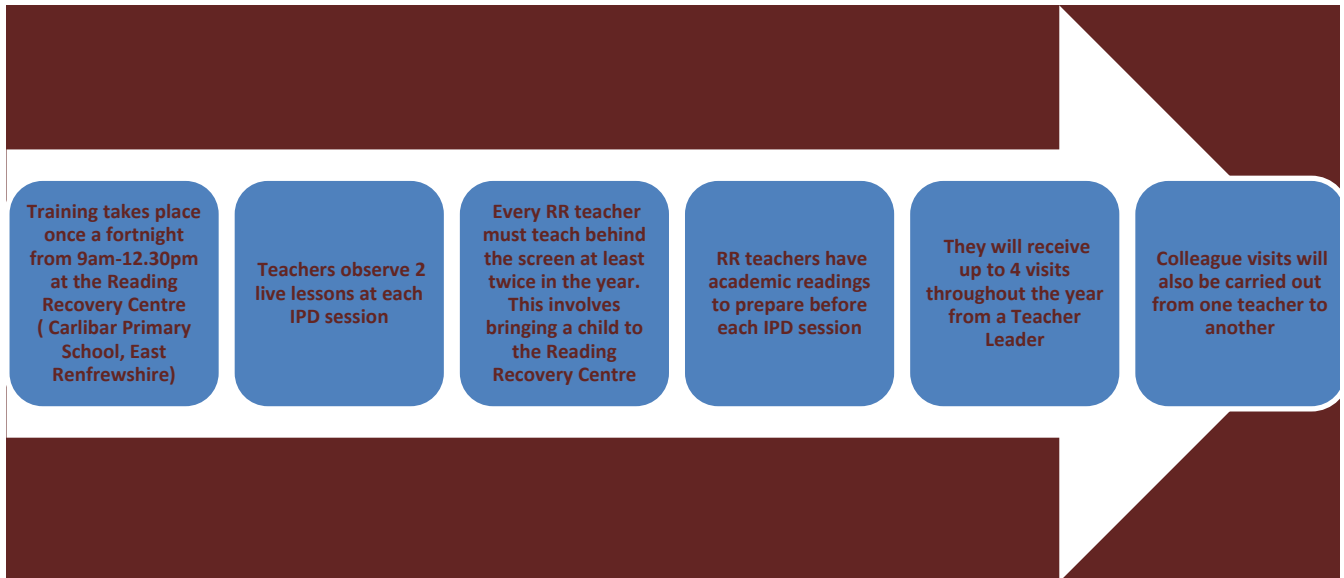 Training takes place
once a fortnight
from 9am-12.30pm
at the Reading
Recovery Centre
( Carlibar Primary
School, East
Renfrewshire)
Teachers observe 2
live lessons at each
IPD session
Every RR teacher
must teach behind
the screen at least
twice in the year.
This involves
bringing a child to
the Reading
Recovery Centre
RR teachers have
academic readings
to prepare before
each IPD session
They will receive
up to 4 visits
throughout the year
from a Teacher
Leader
Colleague visits will
also be carried out
from one teacher to
another